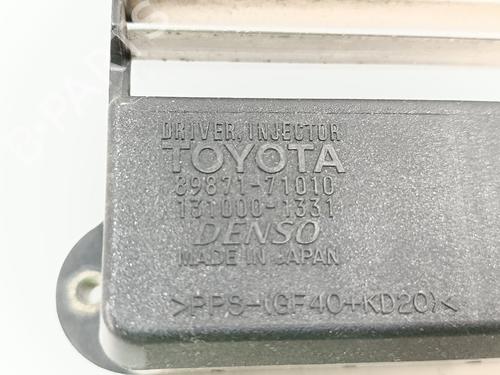 DRIVER, INJECTOR
TOYOTA
89871-71010
131000-1331
DENSO
MADE IN JAPAN
>PPS-(GF40+KD20)<